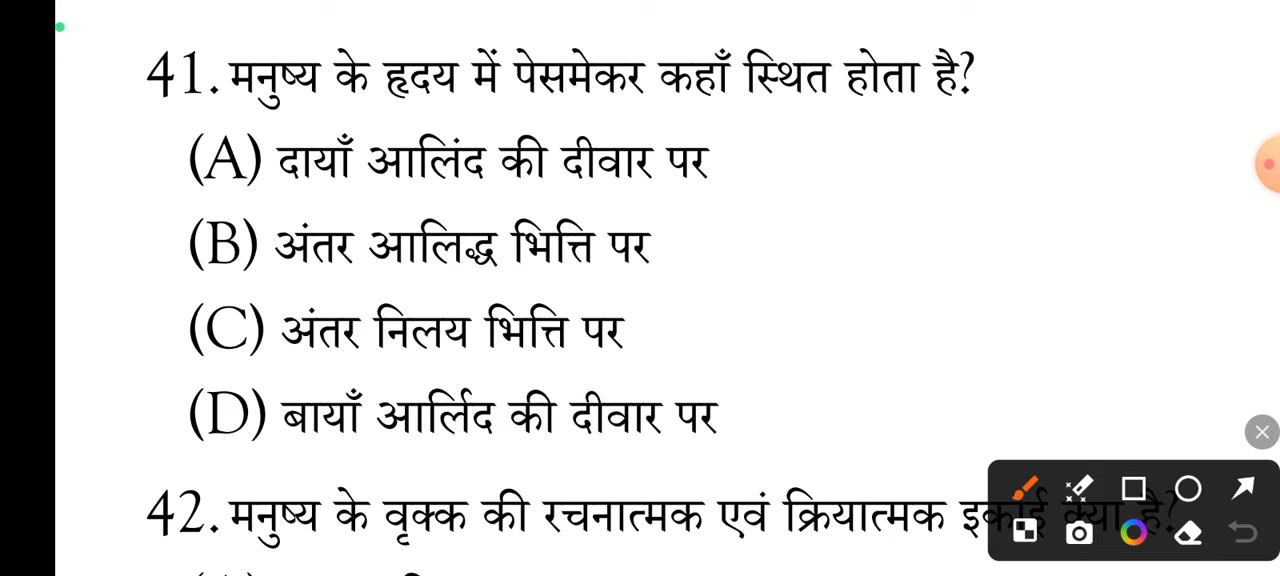 41. मनुष्य के हृदय में पेसमेकर कहाँ स्थित होता है?
(A) दायाँ आलिंद की दीवार पर
(B) अंतर आलिद्ध भित्ति पर
(C) अंतर निलय भित्ति पर
(D) बायाँ आर्लिद की दीवार पर
42. मनुष्य के वृक्क की रचनात्मक एवं क्रियात्मक इकाई क्या है?